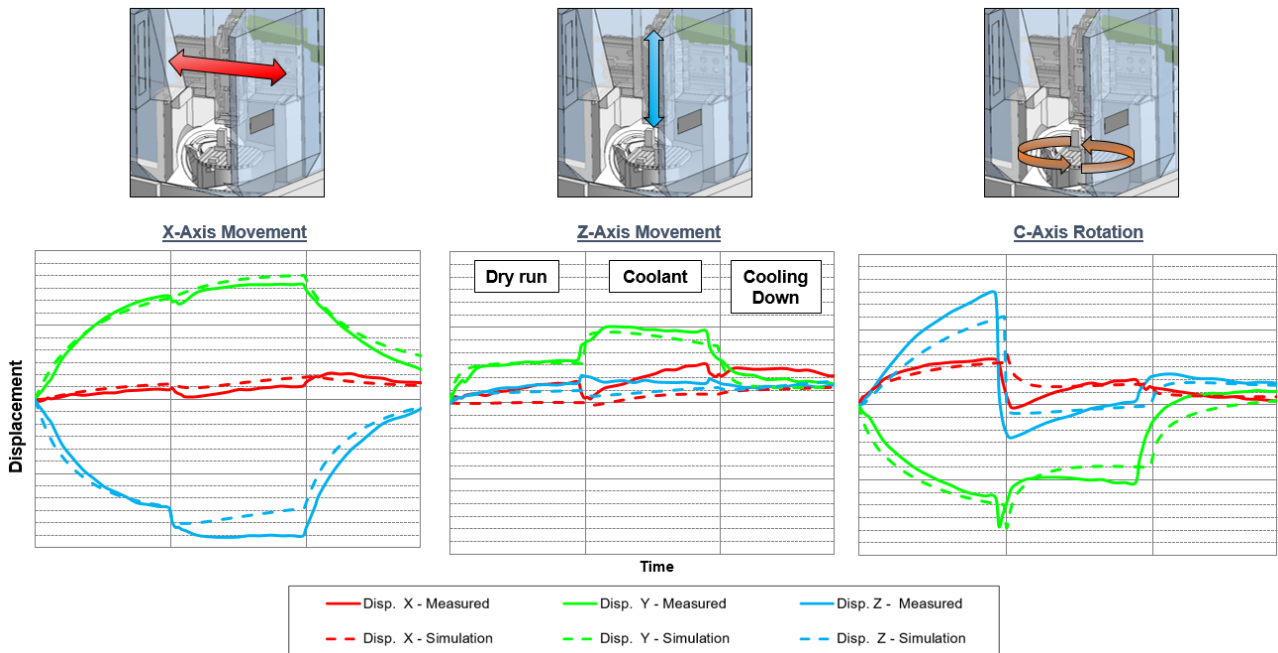 X-Axis Movement
Z-Axis Movement
C-Axis Rotation
Displacement
Dry run
Coolant
Cooling
Down
Time
Disp. X - Measured
Disp. Y - Measured
Disp. Z - Measured
Disp. X - Simulation
Disp. Y - Simulation
Disp. Z - Simulation